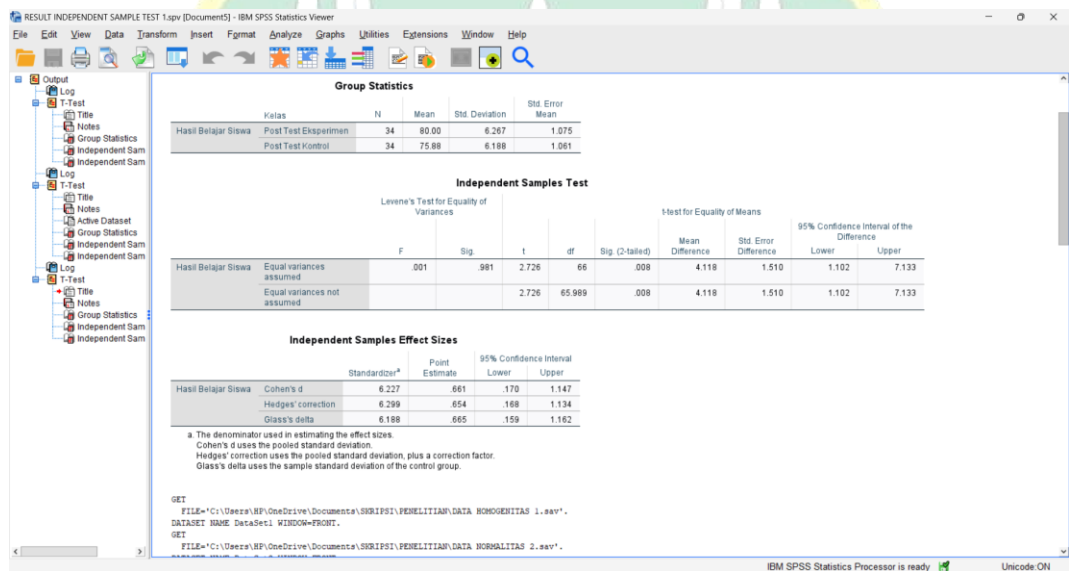 RESULT INDEPENDENT SAMPLE TEST 1.spv [Document5] - IBM SPSS Statistics Viewer
File Edit View Data Transform Insert Format Analyze Graphs Utilities Extensions Window Help
Output
Log
T-Test
Title
Notes
Group Statistics
Independent Sam
Independent Sam
Log
T-Test
Title
Notes
Active Dataset
Group Statistics
Independent Sam
Independent Sam
Log
T-Test
Title
Notes
Group Statistics
Independent Sam
Independent Sam
Group Statistics
Kelas N Mean Std. Deviation Std. Error Mean
Hasil Belajar Siswa Post Test Eksperimen 34 80.00 6.267 1.075
Post Test Kontrol 34 75.88 6.188 1.061
Independent Samples Test
Levene's Test for Equality of Variances t-test for Equality of Means
95% Confidence Interval of the Difference
F Sig. t df Sig. (2-tailed) Mean Difference Std. Error Difference Lower Upper
Hasil Belajar Siswa Equal variances assumed .001 .981 2.726 66 .008 4.118 1.510 1.102 7.133
Equal variances not assumed 2.726 65.989 .008 4.118 1.510 1.102 7.133
Independent Samples Effect Sizes
Standardizerᵃ Point Estimate 95% Confidence Interval
Lower Upper
Hasil Belajar Siswa Cohen's d 6.227 .661 .170 1.147
Hedges' correction 6.299 .654 .168 1.134
Glass's delta 6.188 .665 .159 1.162
a. The denominator used in estimating the effect sizes.
Cohen's d uses the pooled standard deviation.
Hedges' correction uses the pooled standard deviation, plus a correction factor.
Glass's delta uses the sample standard deviation of the control group.
GET
FILE='C:\Users\HP\OneDrive\Documents\SKRIPSI\PENELITIAN\DATA HOMOGENITAS 1.sav'.
DATASET NAME DataSet1 WINDOW=FRONT.
GET
FILE='C:\Users\HP\OneDrive\Documents\SKRIPSI\PENELITIAN\DATA NORMALITAS 2.sav'.
IBM SPSS Statistics Processor is ready Unicode:ON